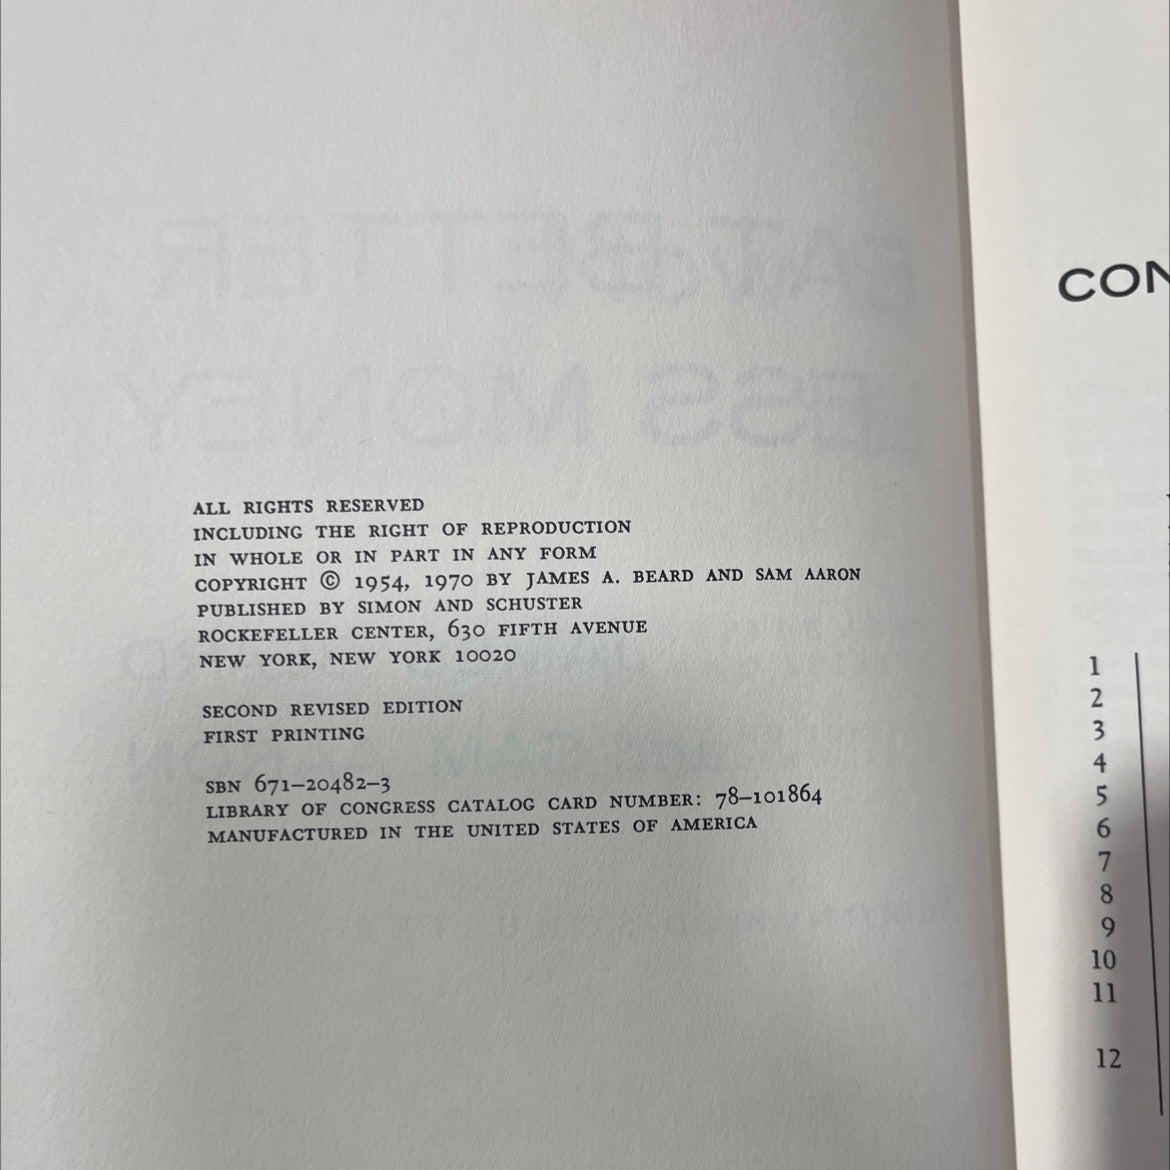 ALL RIGHTS RESERVED
INCLUDING THE RIGHT OF REPRODUCTION
IN WHOLE OR IN PART IN ANY FORM
COPYRIGHT © 1954, 1970 BY JAMES A. BEARD AND SAM AARON
PUBLISHED BY SIMON AND SCHUSTER
ROCKEFELLER CENTER, 630 FIFTH AVENUE
NEW YORK, NEW YORK 10020
SECOND REVISED EDITION
FIRST PRINTING
SBN 671–20482–3
LIBRARY OF CONGRESS CATALOG CARD NUMBER: 78–101864
MANUFACTURED IN THE UNITED STATES OF AMERICA
CON
1
2
3
4
5
6
7
8
9
10
11
12